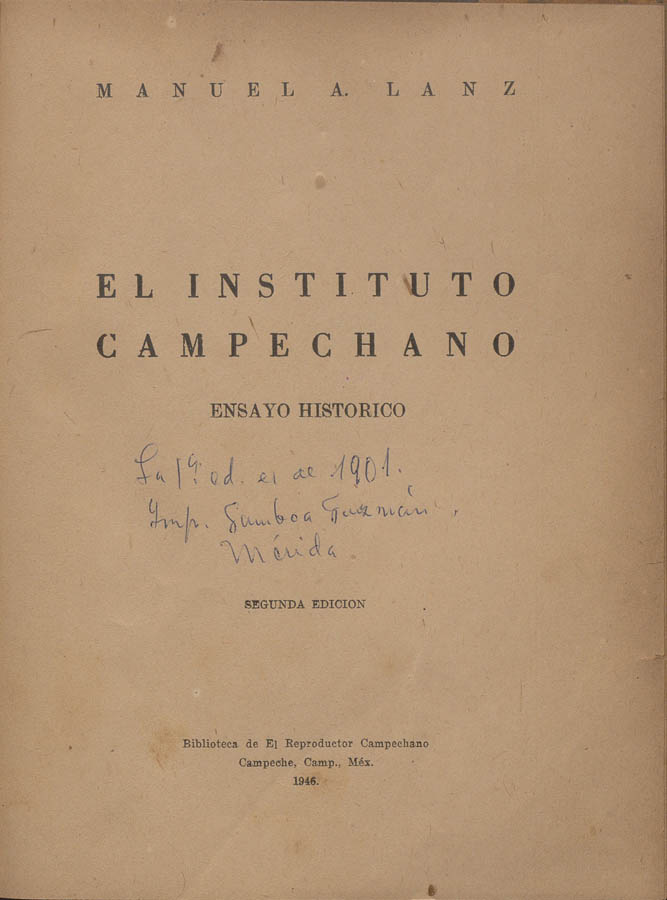 MANUEL A. LANZ
EL INSTITUTO
CAMPECHANO
ENSAYO HISTORICO
La 1ª ed. es de 1901.
Imp. Gamboa Guzmán,
Mérida.
SEGUNDA EDICION
Biblioteca de El Reproductor Campechano
Campeche, Camp., Méx.
1946.